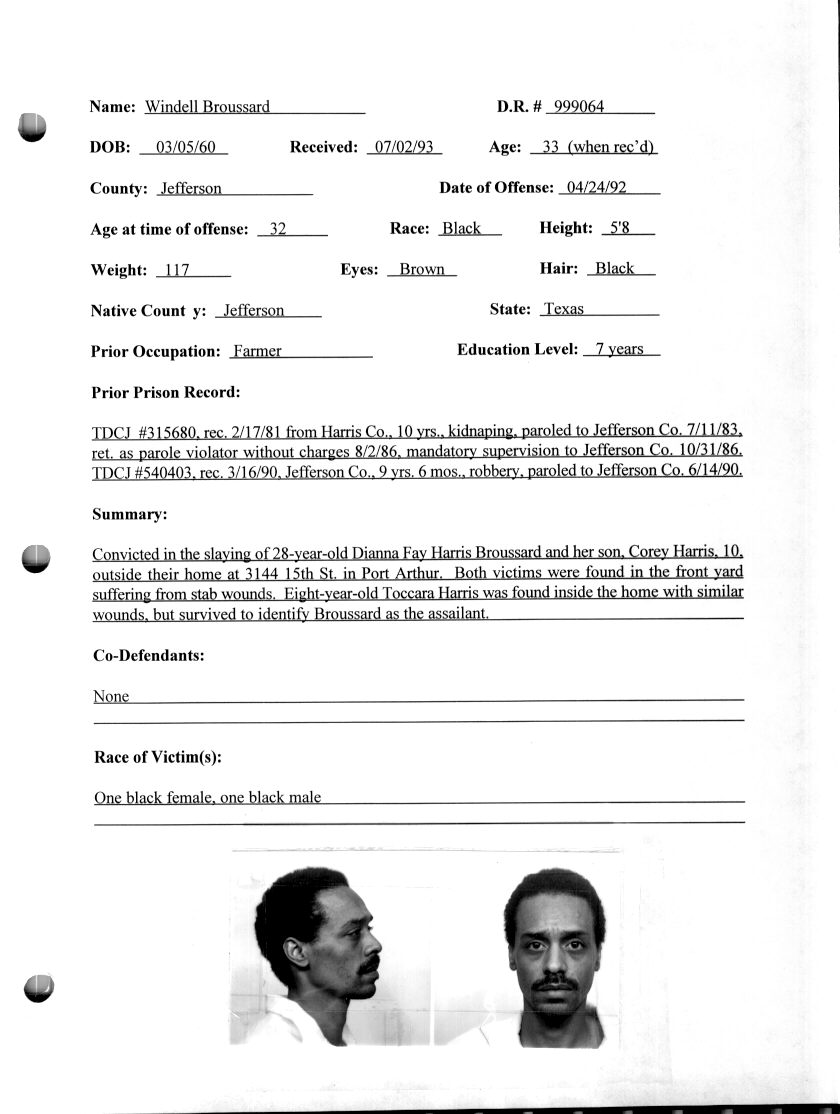 Name: Windell Broussard D.R. # 999064
DOB: 03/05/60 Received: 07/02/93 Age: 33 (when rec'd)
County: Jefferson Date of Offense: 04/24/92
Age at time of offense: 32 Race: Black Height: 5'8
Weight: 117 Eyes: Brown Hair: Black
Native Count y: Jefferson State: Texas
Prior Occupation: Farmer Education Level: 7 years
Prior Prison Record:
TDCJ #315680, rec. 2/17/81 from Harris Co., 10 yrs., kidnaping, paroled to Jefferson Co. 7/11/83,
ret. as parole violator without charges 8/2/86, mandatory supervision to Jefferson Co. 10/31/86.
TDCJ #540403, rec. 3/16/90, Jefferson Co., 9 yrs. 6 mos., robbery, paroled to Jefferson Co. 6/14/90.
Summary:
Convicted in the slaying of 28-year-old Dianna Fay Harris Broussard and her son, Corey Harris, 10,
outside their home at 3144 15th St. in Port Arthur. Both victims were found in the front yard
suffering from stab wounds. Eight-year-old Toccara Harris was found inside the home with similar
wounds, but survived to identify Broussard as the assailant.
Co-Defendants:
None
Race of Victim(s):
One black female, one black male